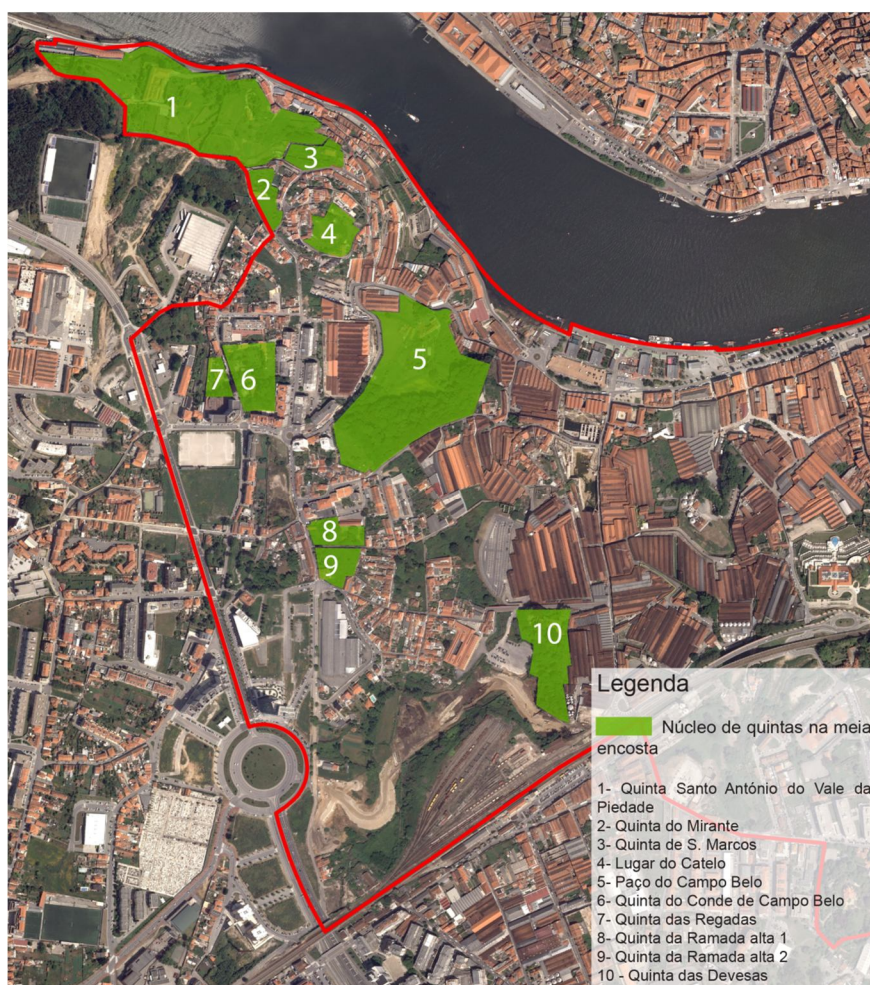 1
3
2
4
5
7
6
8
9
10
Legenda
Núcleo de quintas na meia
encosta
1- Quinta Santo António do Vale da
Piedade
2- Quinta do Mirante
3- Quinta de S. Marcos
4- Lugar do Catelo
5- Paço do Campo Belo
6- Quinta do Conde de Campo Belo
7- Quinta das Regadas
8- Quinta da Ramada alta 1
9- Quinta da Ramada alta 2
10 - Quinta das Devesas